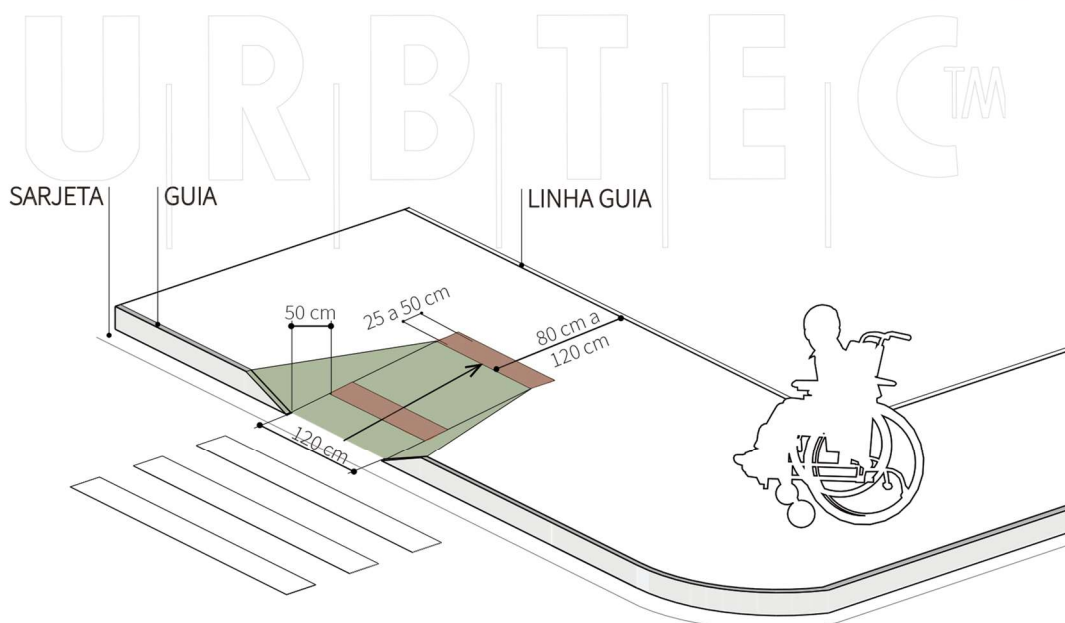 URBTEC™
SARJETA
GUIA
LINHA GUIA
50 cm
25 a 50 cm
80 cm a
120 cm
120 cm